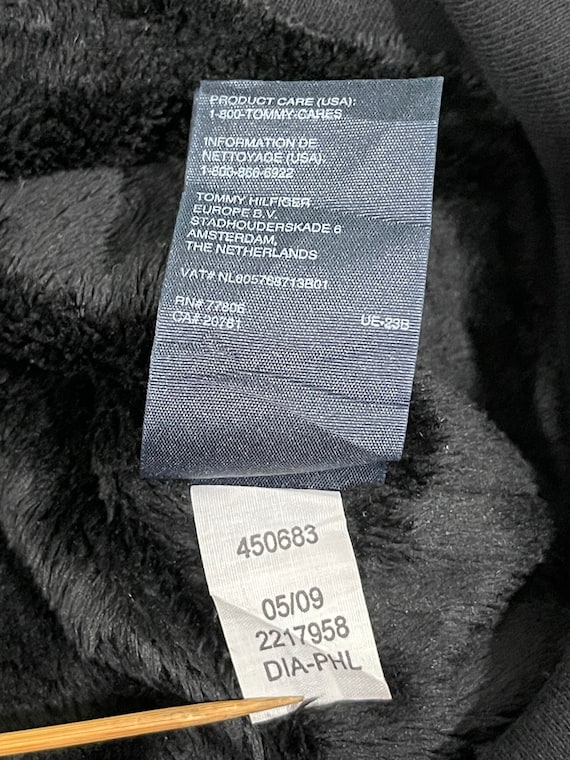 PRODUCT CARE (USA):
1-800-TOMMY-CARES
INFORMATION DE
NETTOYAGE (USA):
1-800-866-6922
TOMMY HILFIGER
EUROPE B.V.
STADHOUDERSKADE 6
AMSTERDAM,
THE NETHERLANDS
VAT# NL805768713B01
RN# 77806
CA# 20761
UE-23B
450683
05/09
2217958
DIA-PHL